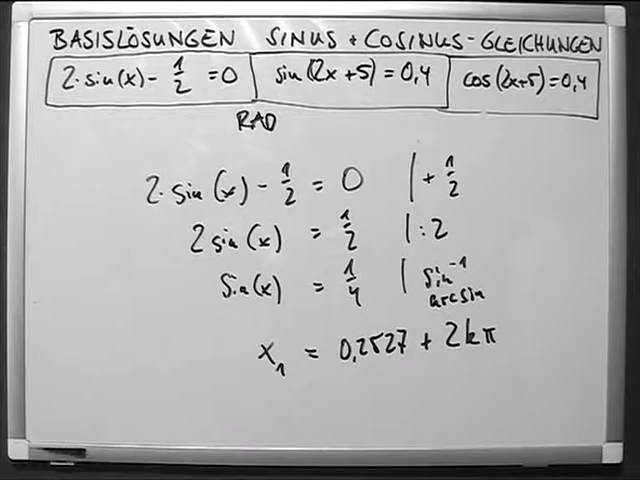 BASISLÖSUNGEN SINUS + COSINUS-GLEICHUNGEN
2·sin(x) - 1/2 = 0 sin(2x+5) = 0,4 cos(2x+5) = 0,4
RAD
2·sin(x) - 1/2 = 0 | + 1/2
2 sin(x) = 1/2 | : 2
sin(x) = 1/4 | sin⁻¹
arcsin
x₁ = 0,2527 + 2kπ